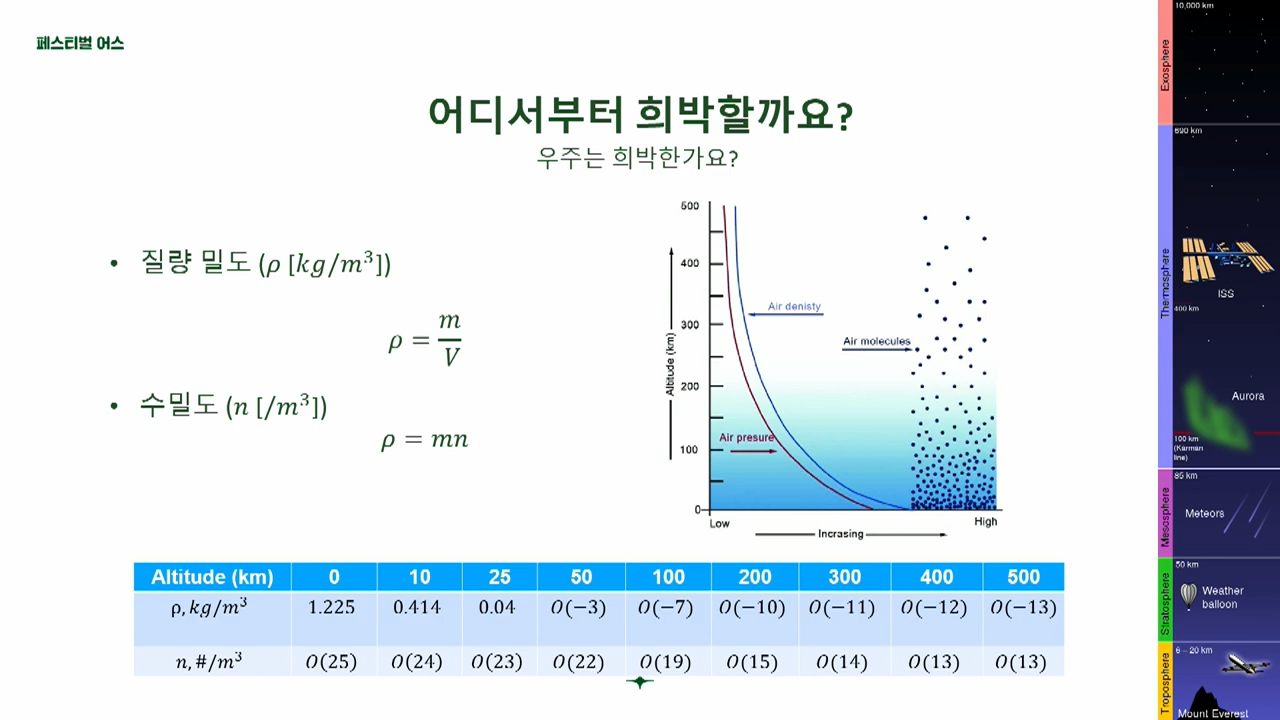 페스티벌 어스
어디서부터 희박할까요?
우주는 희박한가요?
• 질량 밀도 (ρ [kg/m³])
ρ = m/V
• 수밀도 (n [/m³])
ρ = mn
500
400
300
200
100
0
Altitude (km)
Air denisty
Air molecules
Air presure
Low
High
Incrasing
Altitude (km) 0 10 25 50 100 200 300 400 500
ρ, kg/m³ 1.225 0.414 0.04 O(−3) O(−7) O(−10) O(−11) O(−12) O(−13)
n, #/m³ O(25) O(24) O(23) O(22) O(19) O(15) O(14) O(13) O(13)
10,000 km
Exosphere
690 km
Thermosphere
ISS
400 km
Aurora
100 km
(Karman
line)
85 km
Mesosphere
Meteors
50 km
Stratosphere
Weather
balloon
6 – 20 km
Troposphere
Mount Everest